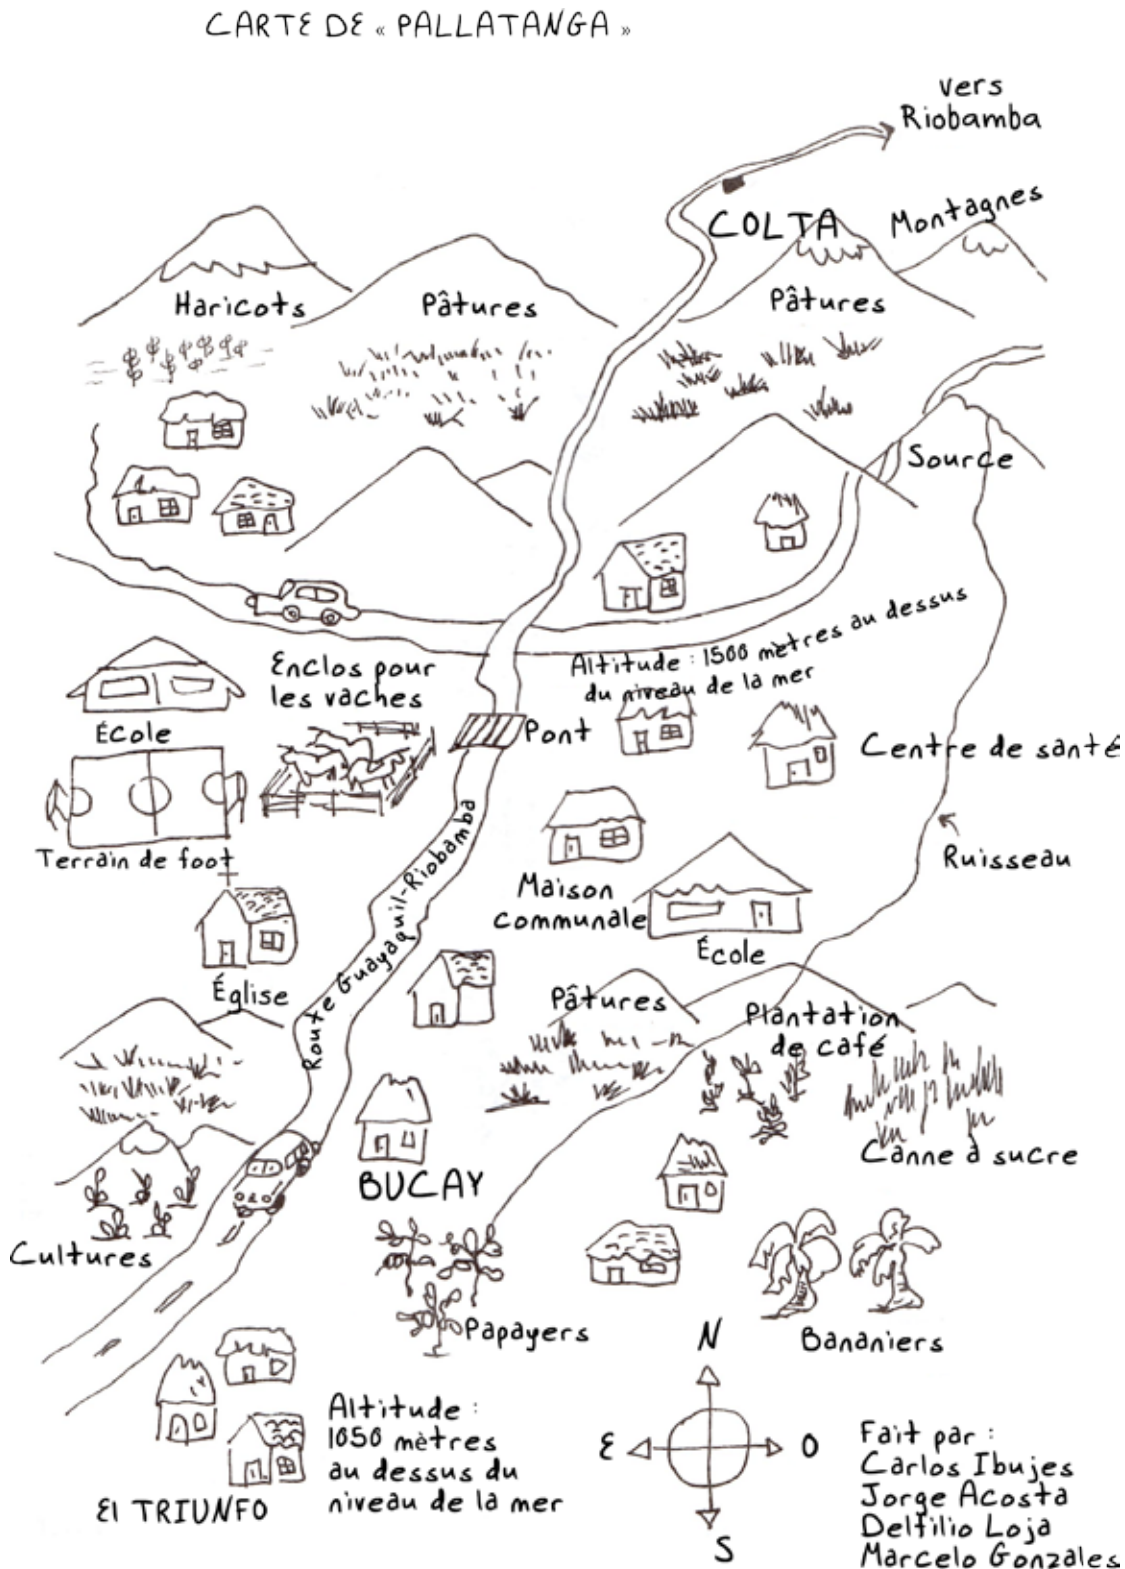 CARTE DE « PALLATANGA »
vers
Riobamba
COLTA
Montagnes
Haricots
Pâtures
Pâtures
Source
Altitude : 1500 mètres au dessus
du niveau de la mer
Enclos pour
les vaches
École
Pont
Centre de santé
Terrain de foot
Route Guayaquil-Riobamba
Ruisseau
Maison
communale
École
Église
Pâtures
Plantation
de café
Canne à sucre
BUCAY
Cultures
Papayers
Bananiers
N
E
O
S
Altitude :
1050 mètres
au dessus du
niveau de la mer
El TRIUNFO
Fait par :
Carlos Ibujes
Jorge Acosta
Delfilio Loja
Marcelo Gonzales